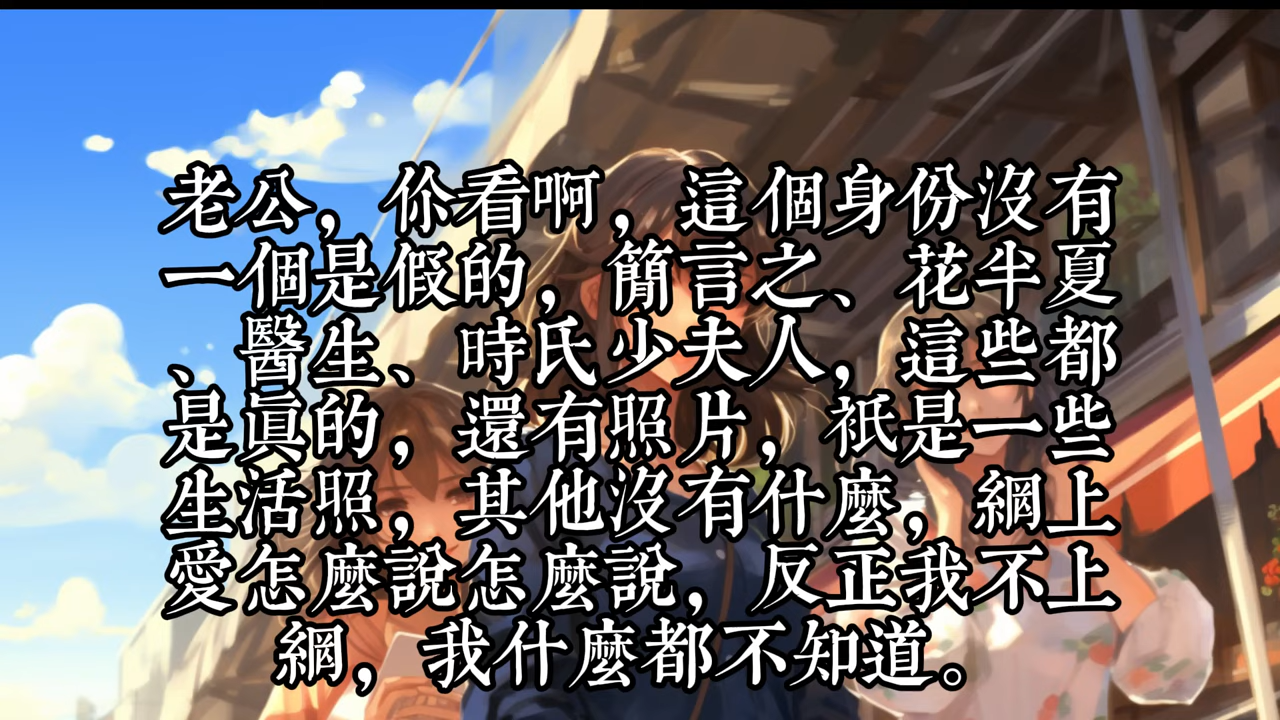 老公，你看啊，這個身份沒有
一個是假的，簡言之、花半夏
、醫生、時氏少夫人，這些都
是眞的，還有照片，祇是一些
生活照，其他沒有什麼，網上
愛怎麼說怎麼說，反正我不上
網，我什麼都不知道。